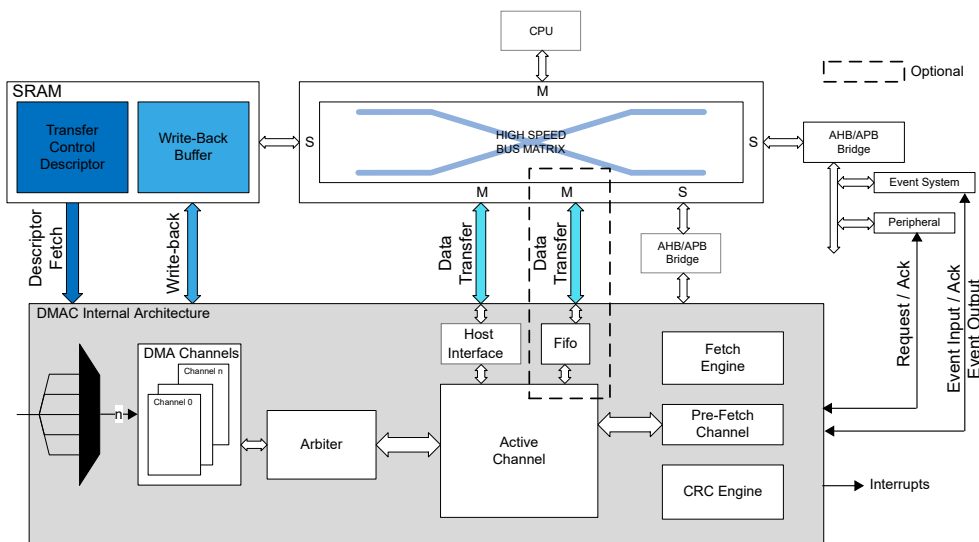 CPU
Optional
SRAM
Transfer
Control
Descriptor
Write-Back
Buffer
M
S
HIGH SPEED
BUS MATRIX
S
M
M
S
AHB/APB
Bridge
Event System
Peripheral
Descriptor
Fetch
Write-back
Data
Transfer
Data
Transfer
AHB/APB
Bridge
Request / Ack
Event Input / Ack
Event Output
DMAC Internal Architecture
Host
Interface
Fifo
Fetch
Engine
DMA Channels
Channel n
Channel 0
n
Arbiter
Active
Channel
Pre-Fetch
Channel
CRC Engine
Interrupts